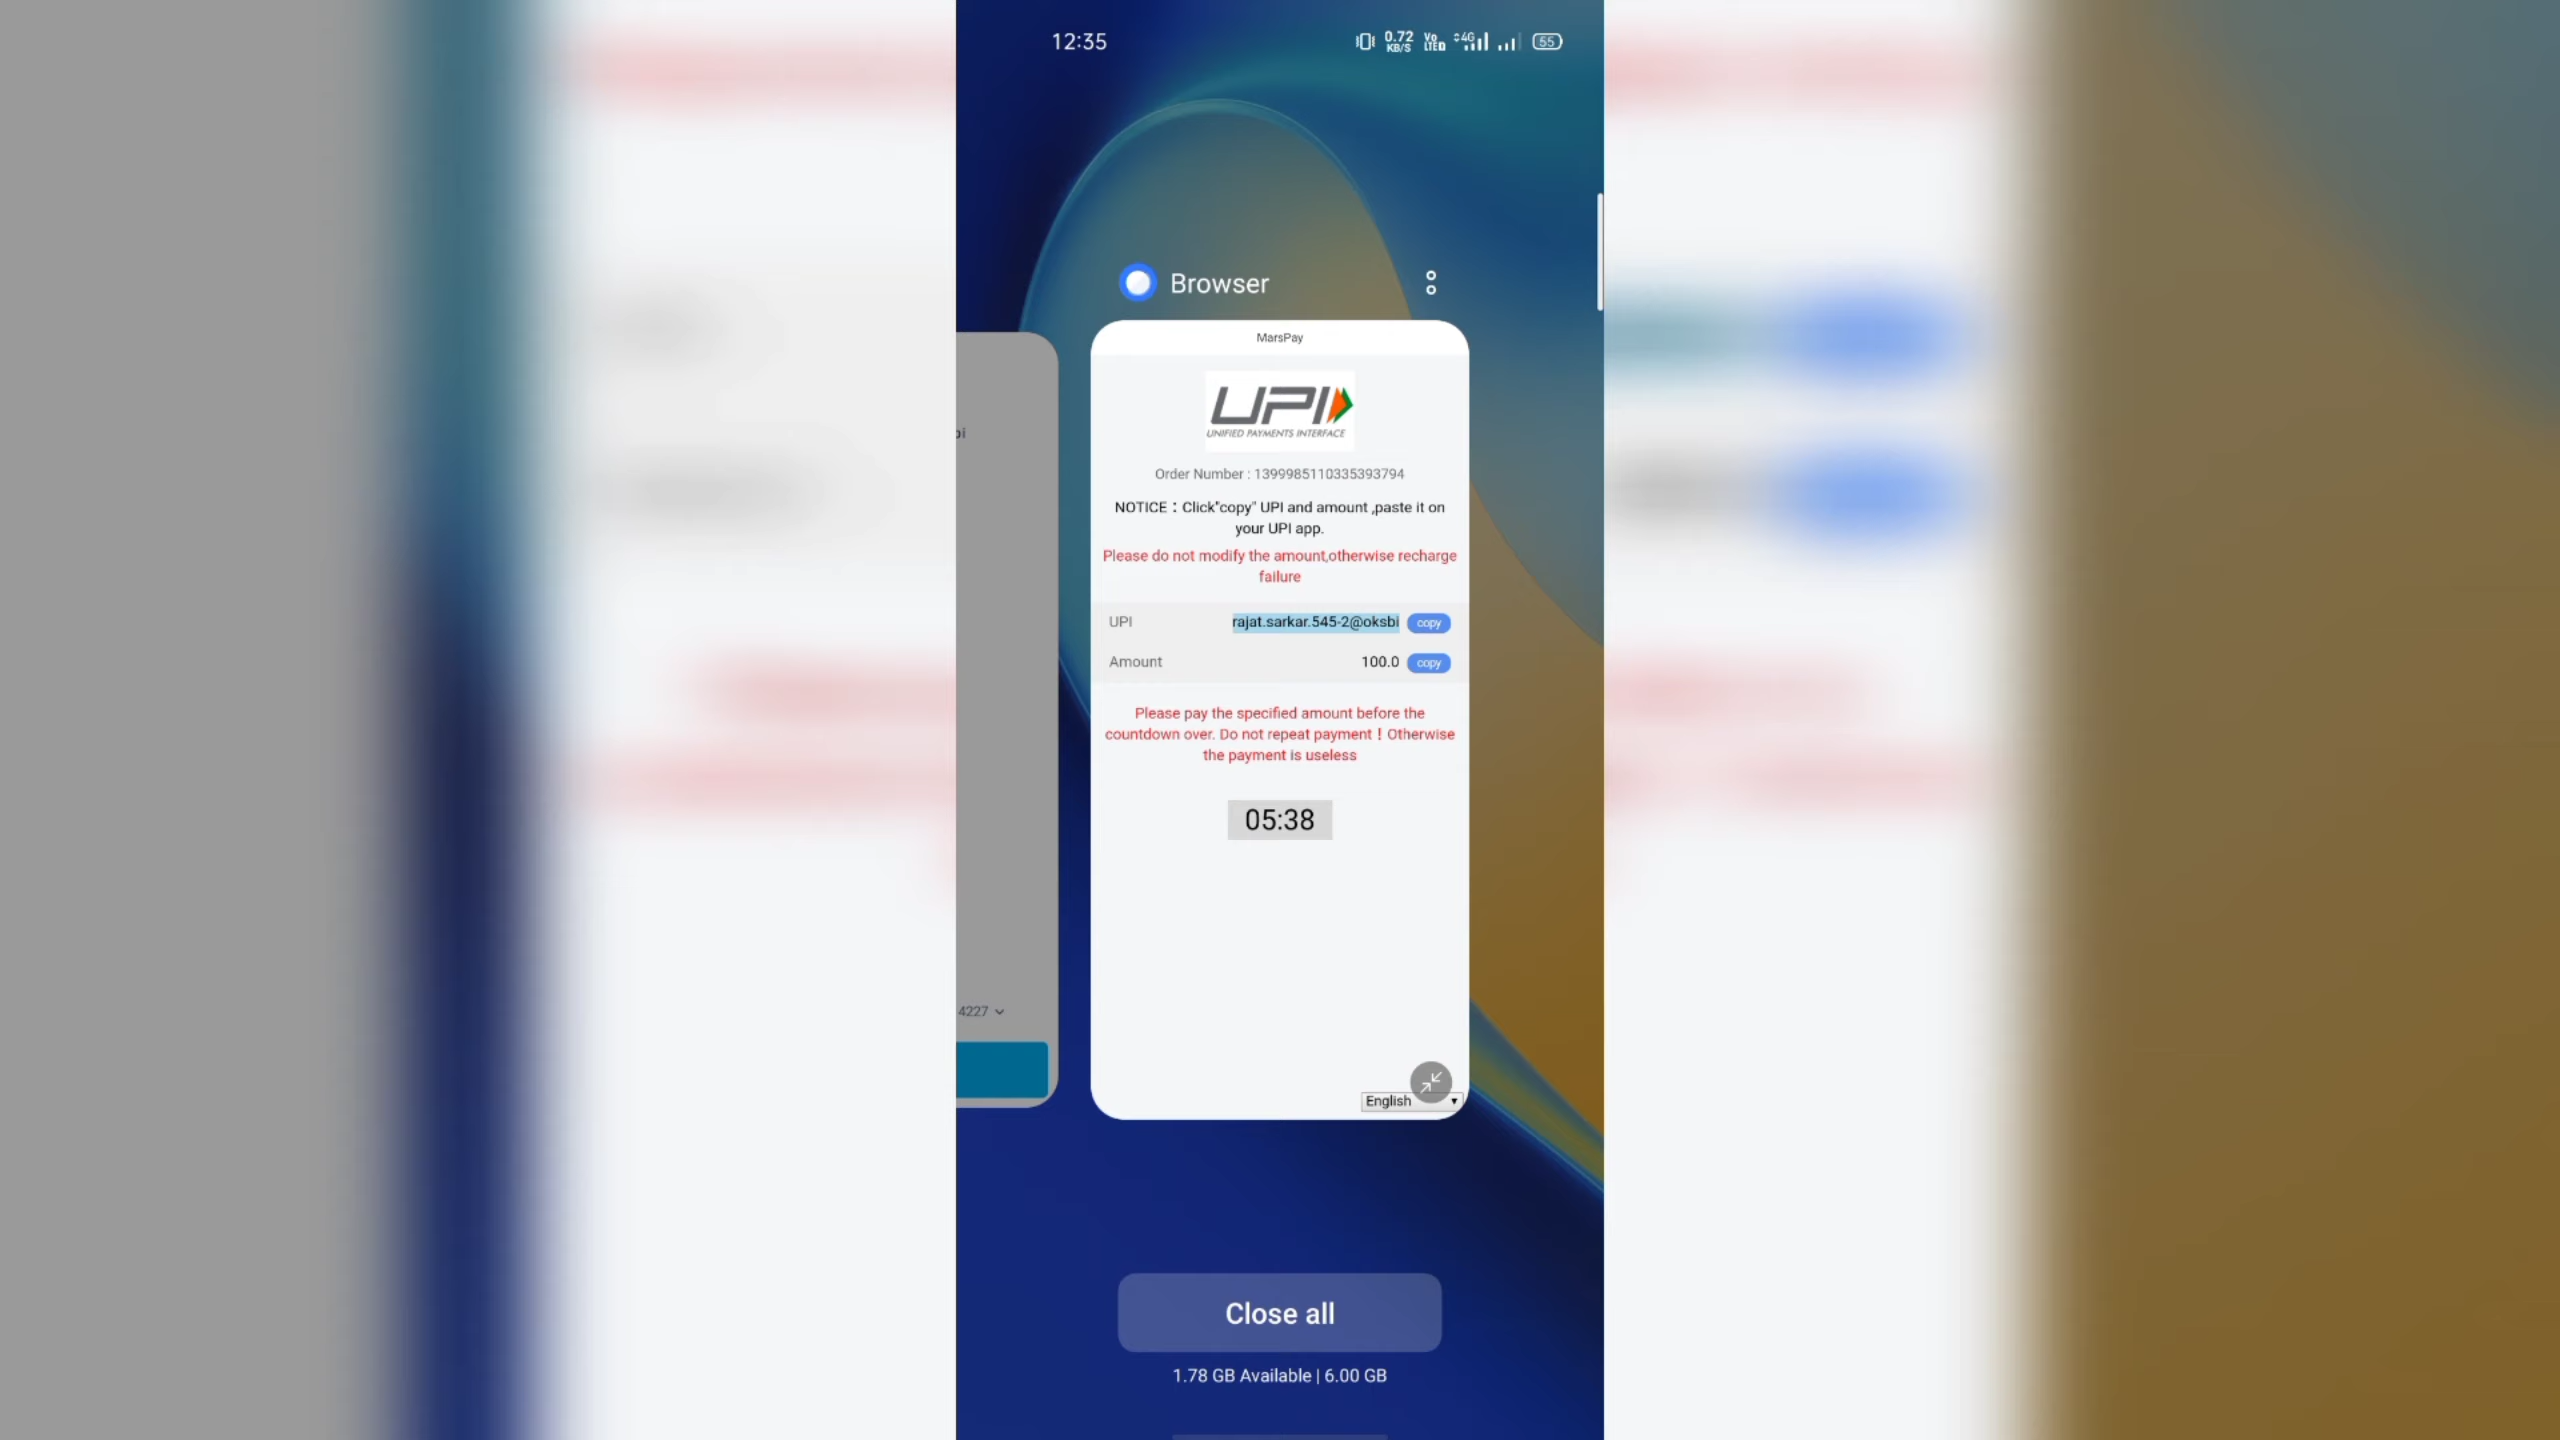 12:35
0.72
KB/S
Vo
LTE
4G
55
Browser
MarsPay
UPI
UNIFIED PAYMENTS INTERFACE
Order Number : 1399985110335393794
NOTICE：Click"copy" UPI and amount ,paste it on
your UPI app.
Please do not modify the amount,otherwise recharge
failure
UPI rajat.sarkar.545-2@oksbi copy
Amount 100.0 copy
Please pay the specified amount before the
countdown over. Do not repeat payment！Otherwise
the payment is useless
05:38
4227
English
Close all
1.78 GB Available | 6.00 GB